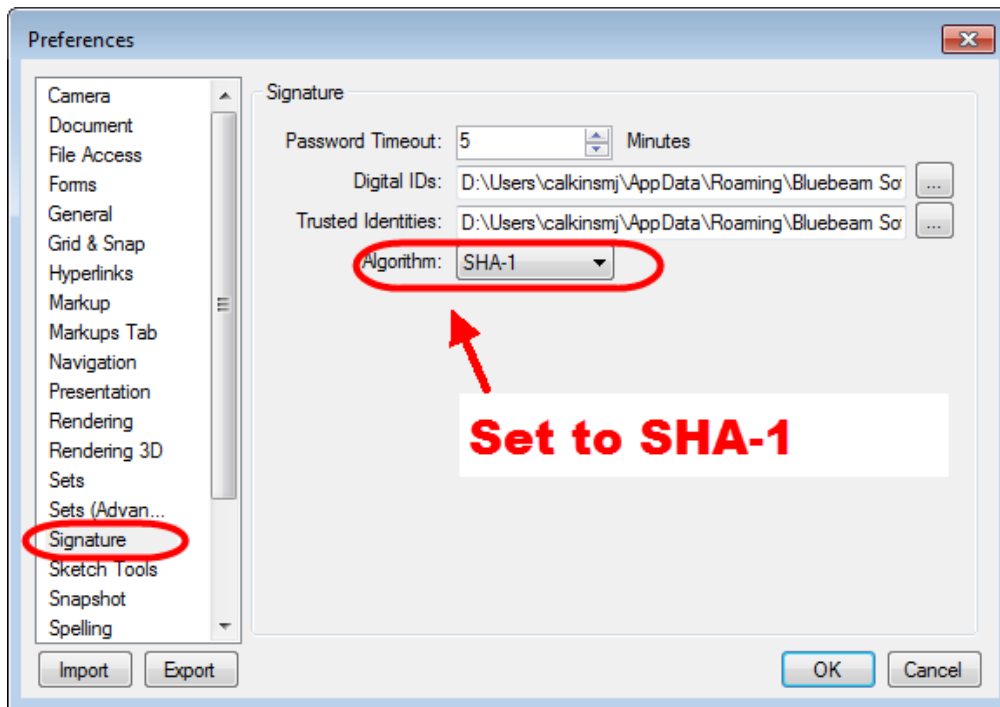 Preferences
Camera
Document
File Access
Forms
General
Grid & Snap
Hyperlinks
Markup
Markups Tab
Navigation
Presentation
Rendering
Rendering 3D
Sets
Sets (Advan...
Signature
Sketch Tools
Snapshot
Spelling
Import Export
Signature
Password Timeout: 5 Minutes
Digital IDs: D:\Users\calkinsmj\AppData\Roaming\Bluebeam Sof ...
Trusted Identities: D:\Users\calkinsmj\AppData\Roaming\Bluebeam Sof ...
Algorithm: SHA-1
Set to SHA-1
OK Cancel